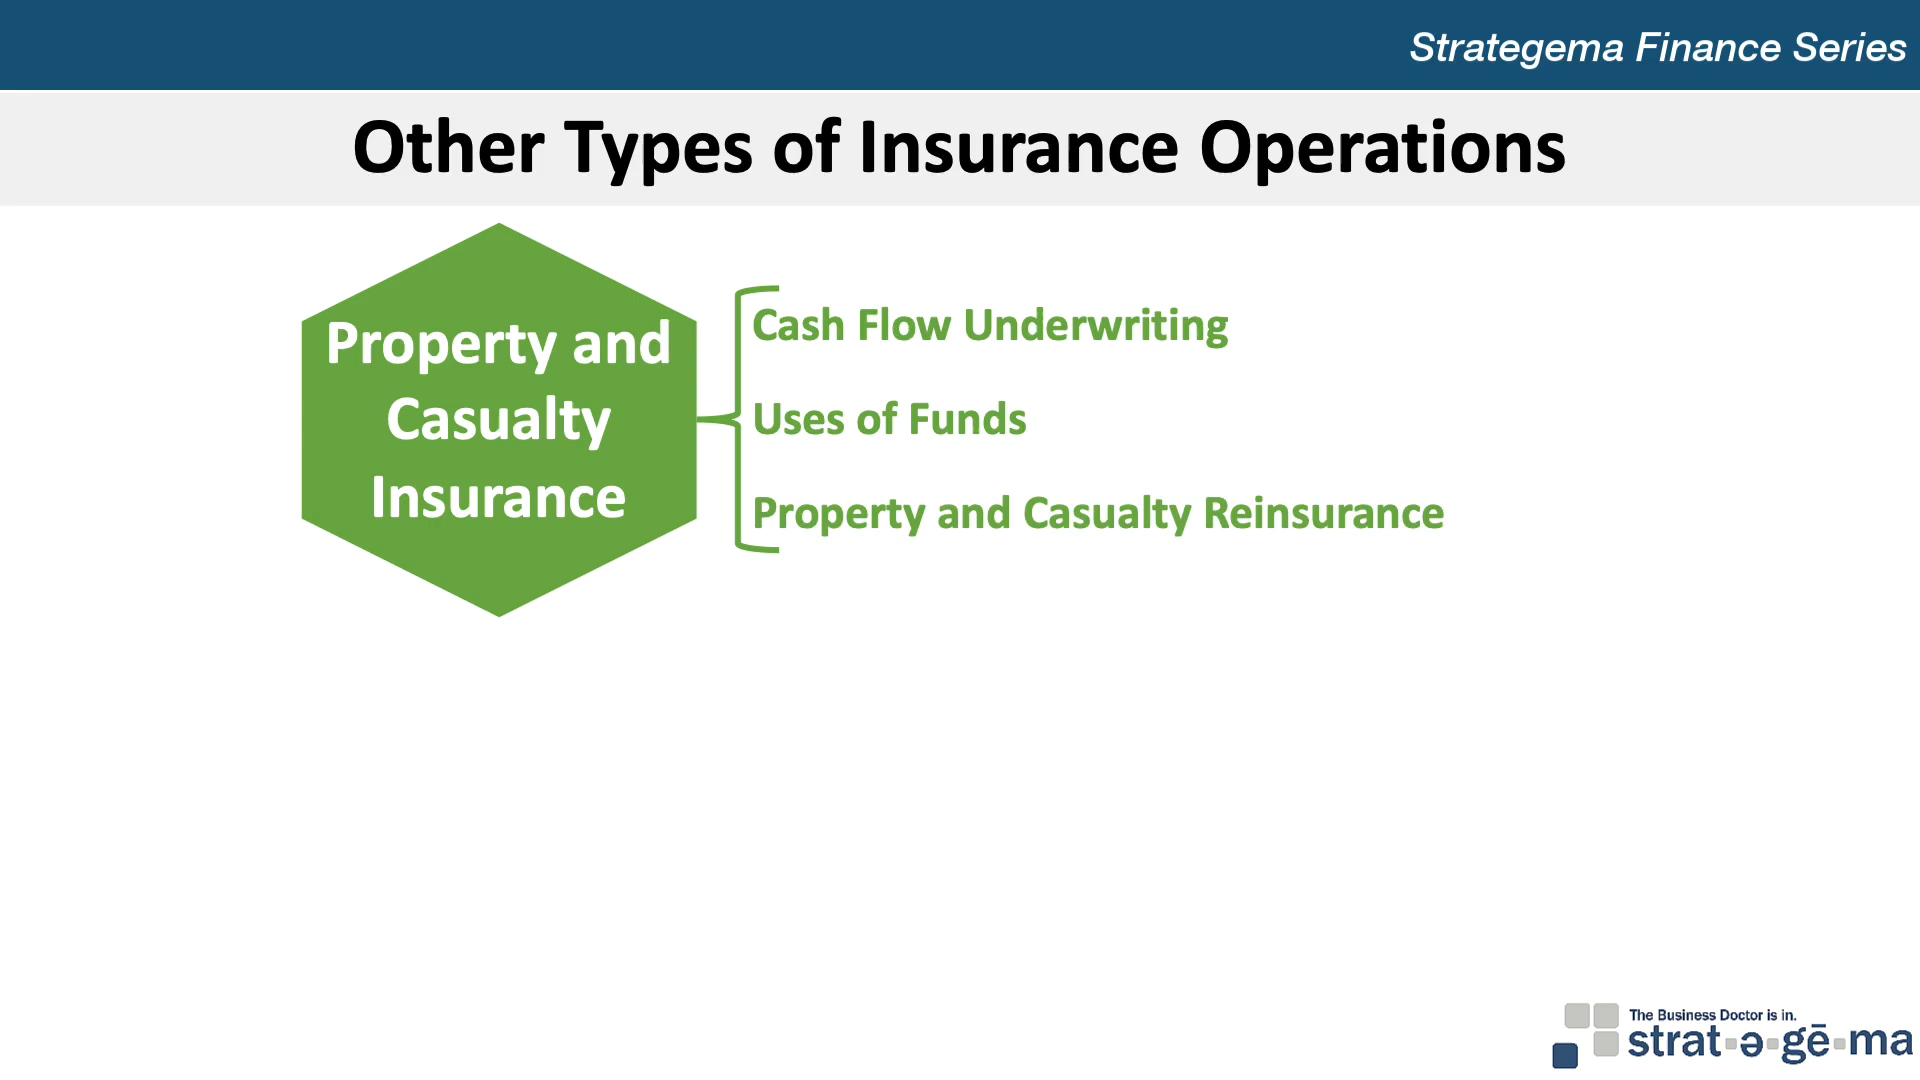 Strategema Finance Series
Other Types of Insurance Operations
Property and
Casualty
Insurance
Cash Flow Underwriting
Uses of Funds
Property and Casualty Reinsurance
The Business Doctor is in.
strat-ə-gē-ma